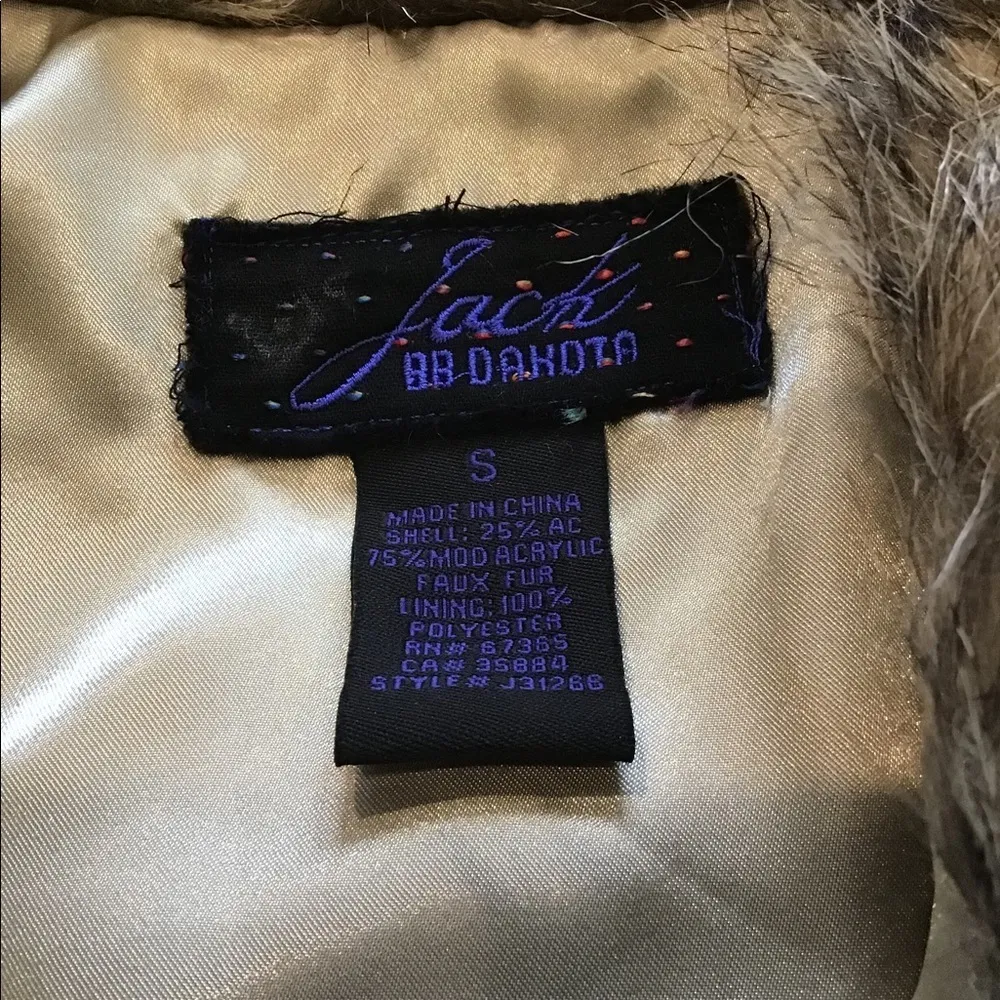 Jack
BB DAKOTA
S
MADE IN CHINA
SHELL: 25% AC
75% MOD ACRYLIC
FAUX FUR
LINING: 100%
POLYESTER
RN# 67365
CA# 35884
STYLE# J31266